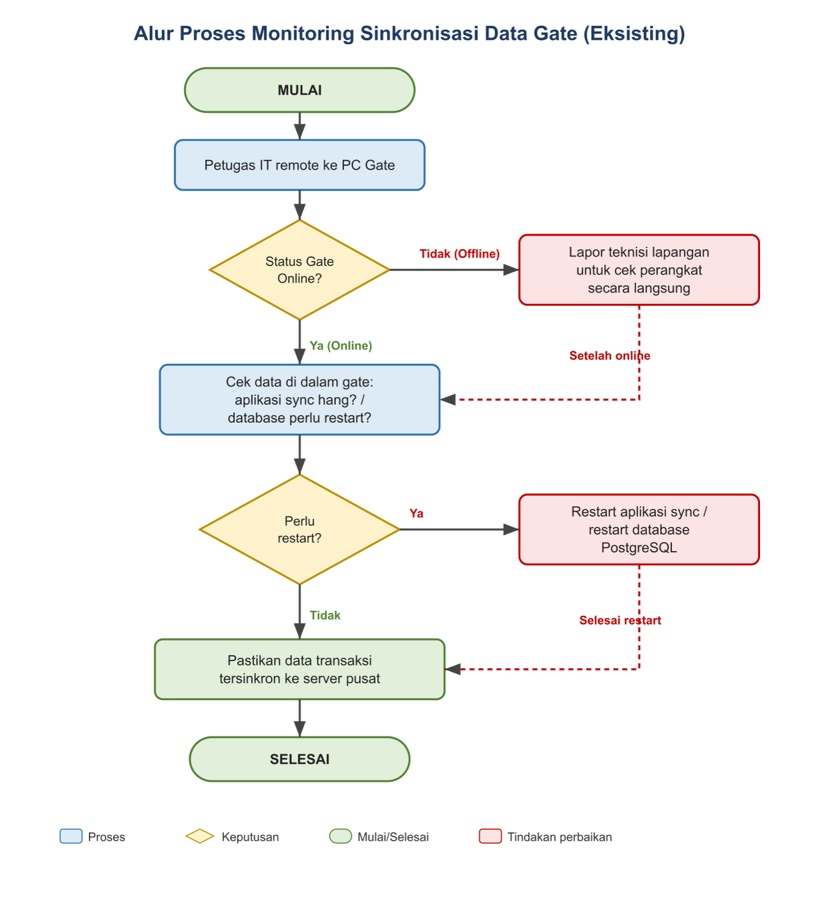 Alur Proses Monitoring Sinkronisasi Data Gate (Eksisting)
MULAI
Petugas IT remote ke PC Gate
Status Gate
Online?
Tidak (Offline)
Lapor teknisi lapangan
untuk cek perangkat
secara langsung
Ya (Online)
Setelah online
Cek data di dalam gate:
aplikasi sync hang? /
database perlu restart?
Perlu
restart?
Ya
Restart aplikasi sync /
restart database
PostgreSQL
Tidak
Selesai restart
Pastikan data transaksi
tersinkron ke server pusat
SELESAI
Proses
Keputusan
Mulai/Selesai
Tindakan perbaikan